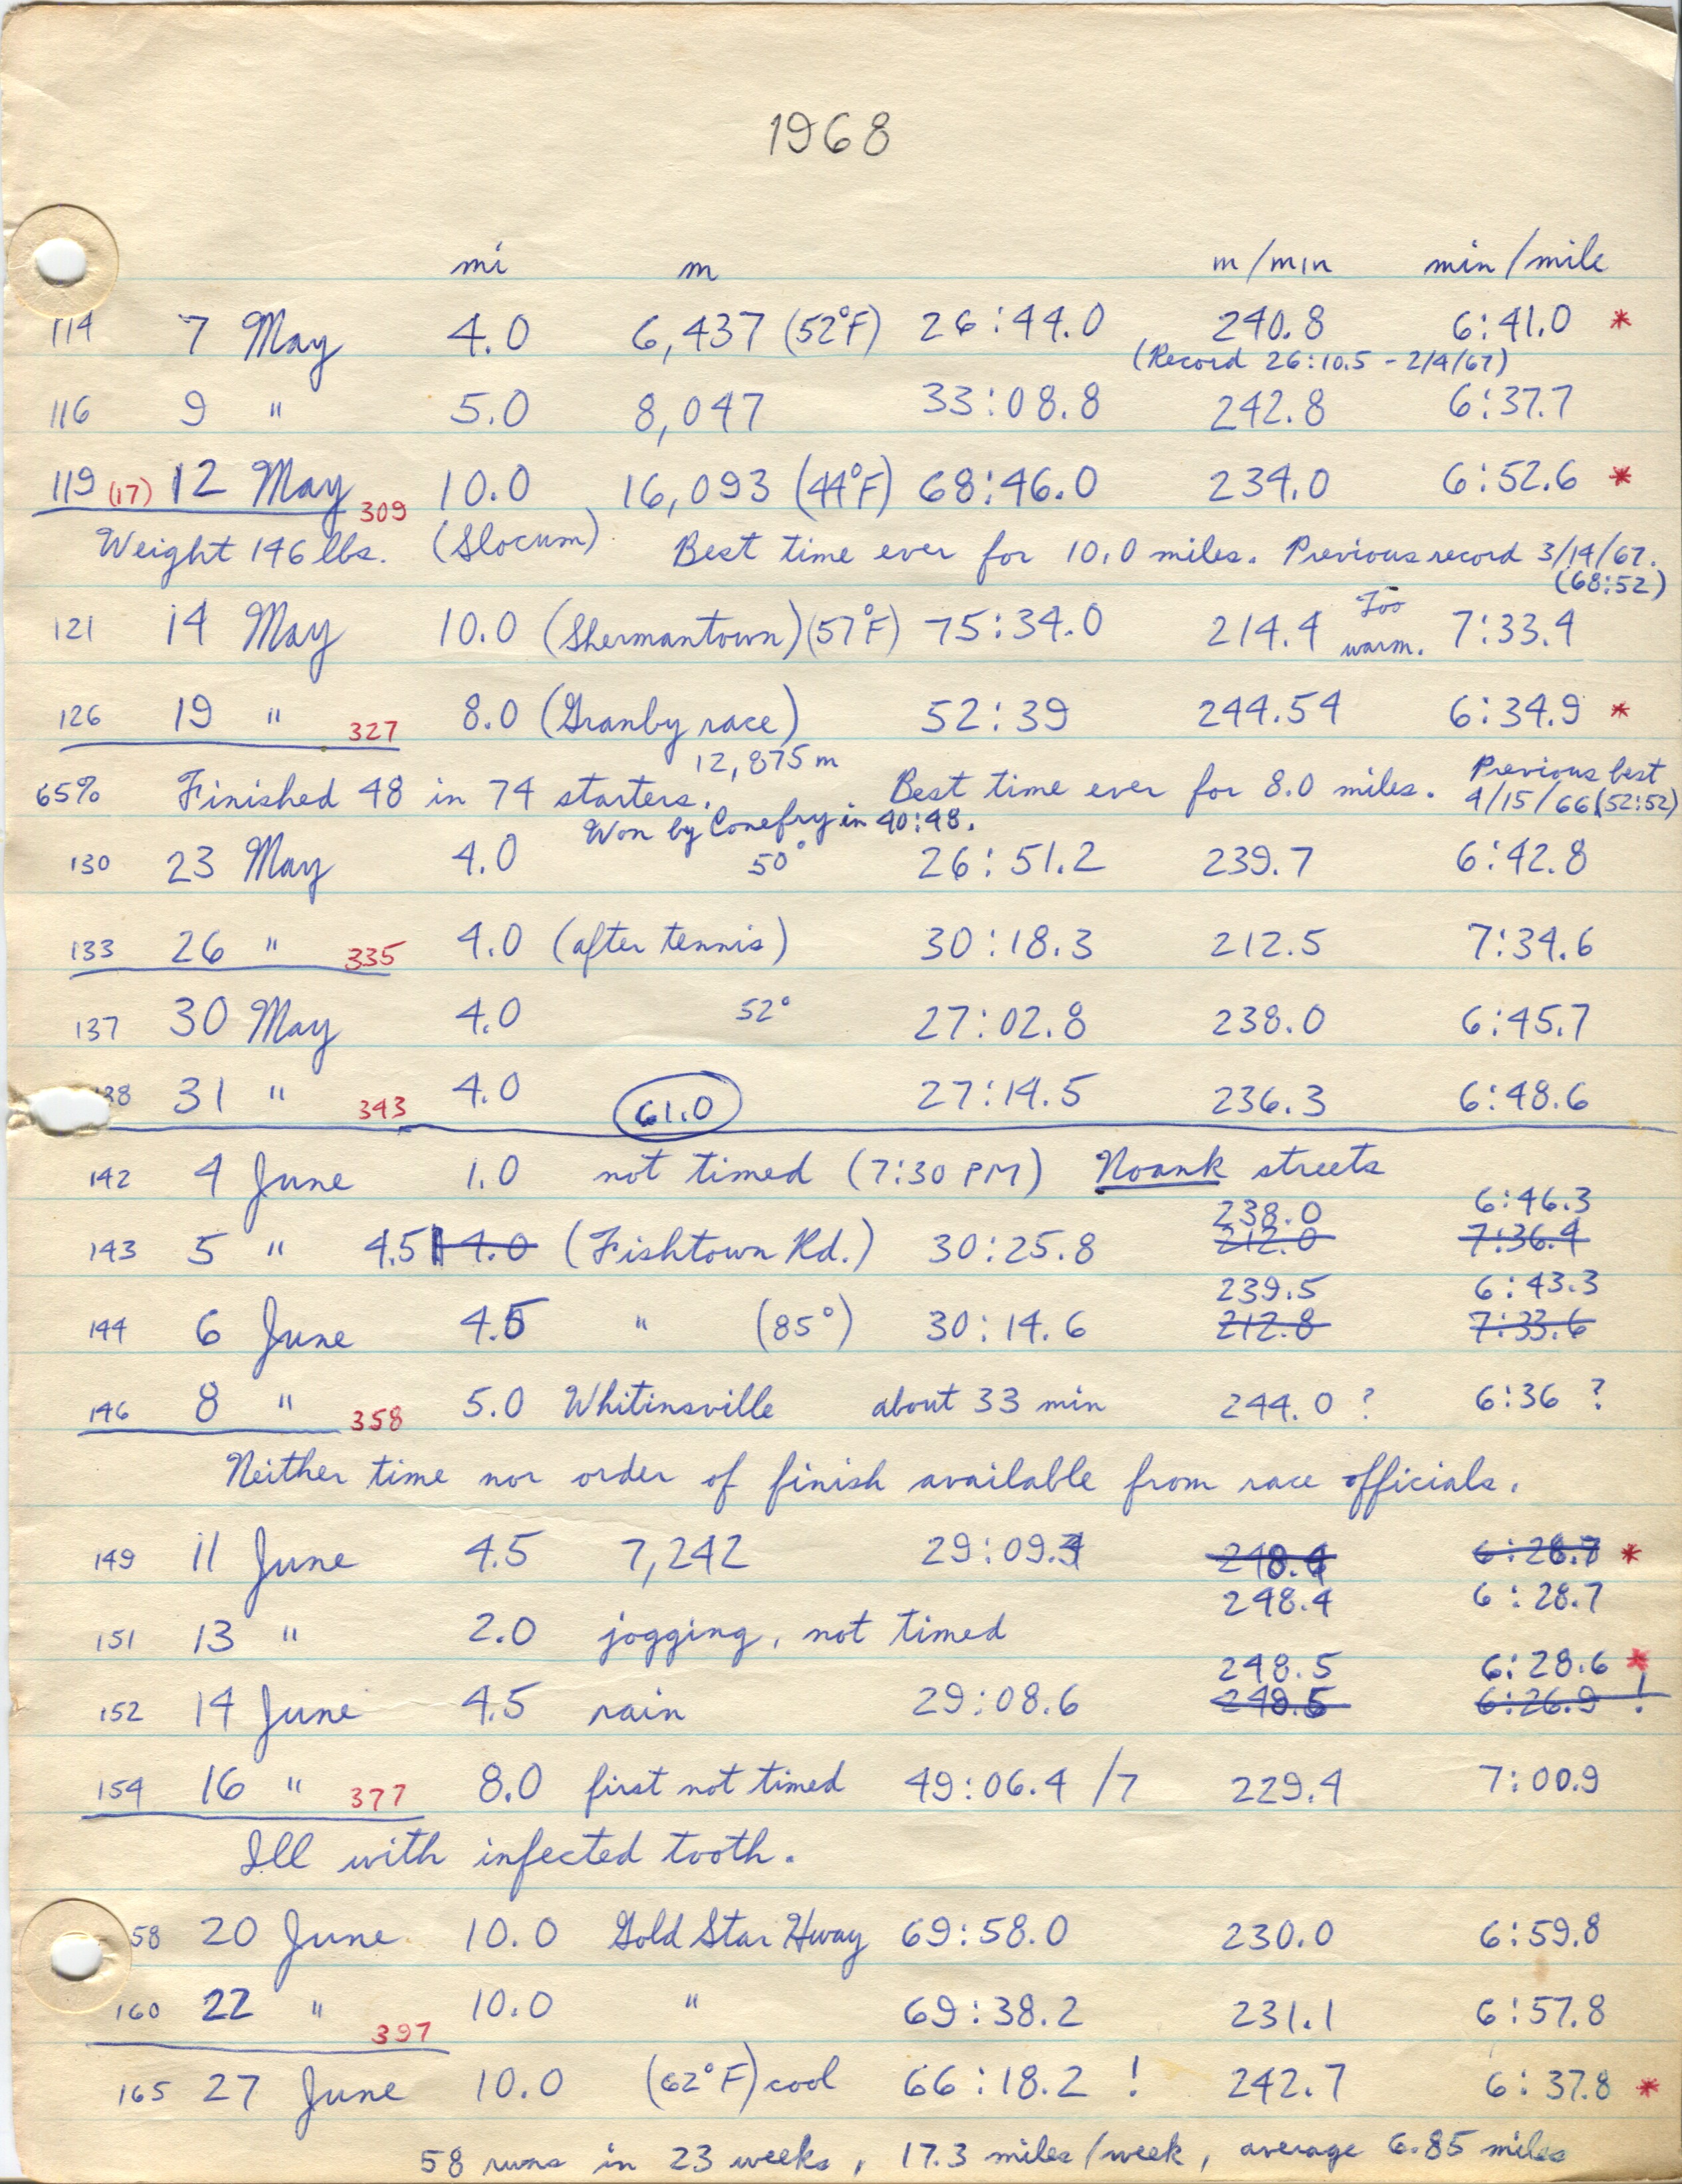 1968
mi m m/min min/mile
114 7 May 4.0 6,437 (52°F) 26:44.0 240.8 6:41.0 *
(Record 26:10.5 - 2/4/67)
116 9 " 5.0 8,047 33:08.8 242.8 6:37.7
119 (17) 12 May 309 10.0 16,093 (44°F) 68:46.0 234.0 6:52.6 *
Weight 146 lbs. (Slocum) Best time ever for 10.0 miles. Previous record 3/14/67.
(68:52)
121 14 May 10.0 (Shermantown) (57°F) 75:34.0 214.4 Too warm. 7:33.4
126 19 " 327 8.0 (Granby race) 52:39 244.54 6:34.9 *
12,875 m
65% Finished 48 in 74 starters. Best time ever for 8.0 miles. Previous best 4/15/66 (52:52)
Won by Conefry in 40:48.
130 23 May 4.0 50° 26:51.2 239.7 6:42.8
133 26 " 335 4.0 (after tennis) 30:18.3 212.5 7:34.6
137 30 May 4.0 52° 27:02.8 238.0 6:45.7
138 31 " 343 4.0 61.0 27:14.5 236.3 6:48.6
142 4 June 1.0 not timed (7:30 PM) Noank streets
238.0 6:46.3
143 5 " 4.5 4.0 (Fishtown Rd.) 30:25.8 212.0 7:36.4
239.5 6:43.3
144 6 June 4.5 " (85°) 30:14.6 212.8 7:33.6
146 8 " 358 5.0 Whitinsville about 33 min 244.0 ? 6:36 ?
Neither time nor order of finish available from race officials.
149 11 June 4.5 7,242 29:09.4 248.4 6:28.7 *
248.4 6:28.7
151 13 " 2.0 jogging, not timed
248.5 6:28.6 *
152 14 June 4.5 rain 29:08.6 249.5 6:26.9 !
154 16 " 377 8.0 first not timed 49:06.4 /7 229.4 7:00.9
Ill with infected tooth.
58 20 June 10.0 Gold Star Hway 69:58.0 230.0 6:59.8
160 22 " 397 10.0 " 69:38.2 231.1 6:57.8
165 27 June 10.0 (62°F) cool 66:18.2 ! 242.7 6:37.8 *
58 runs in 23 weeks, 17.3 miles/week, average 6.85 miles